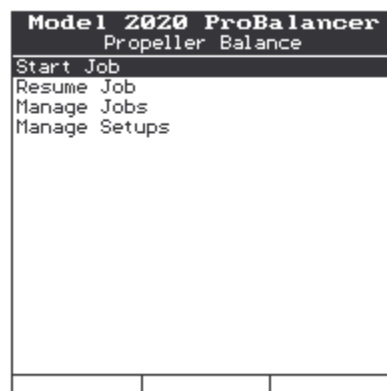 Model 2020 ProBalancer
Propeller Balance
Start Job
Resume Job
Manage Jobs
Manage Setups